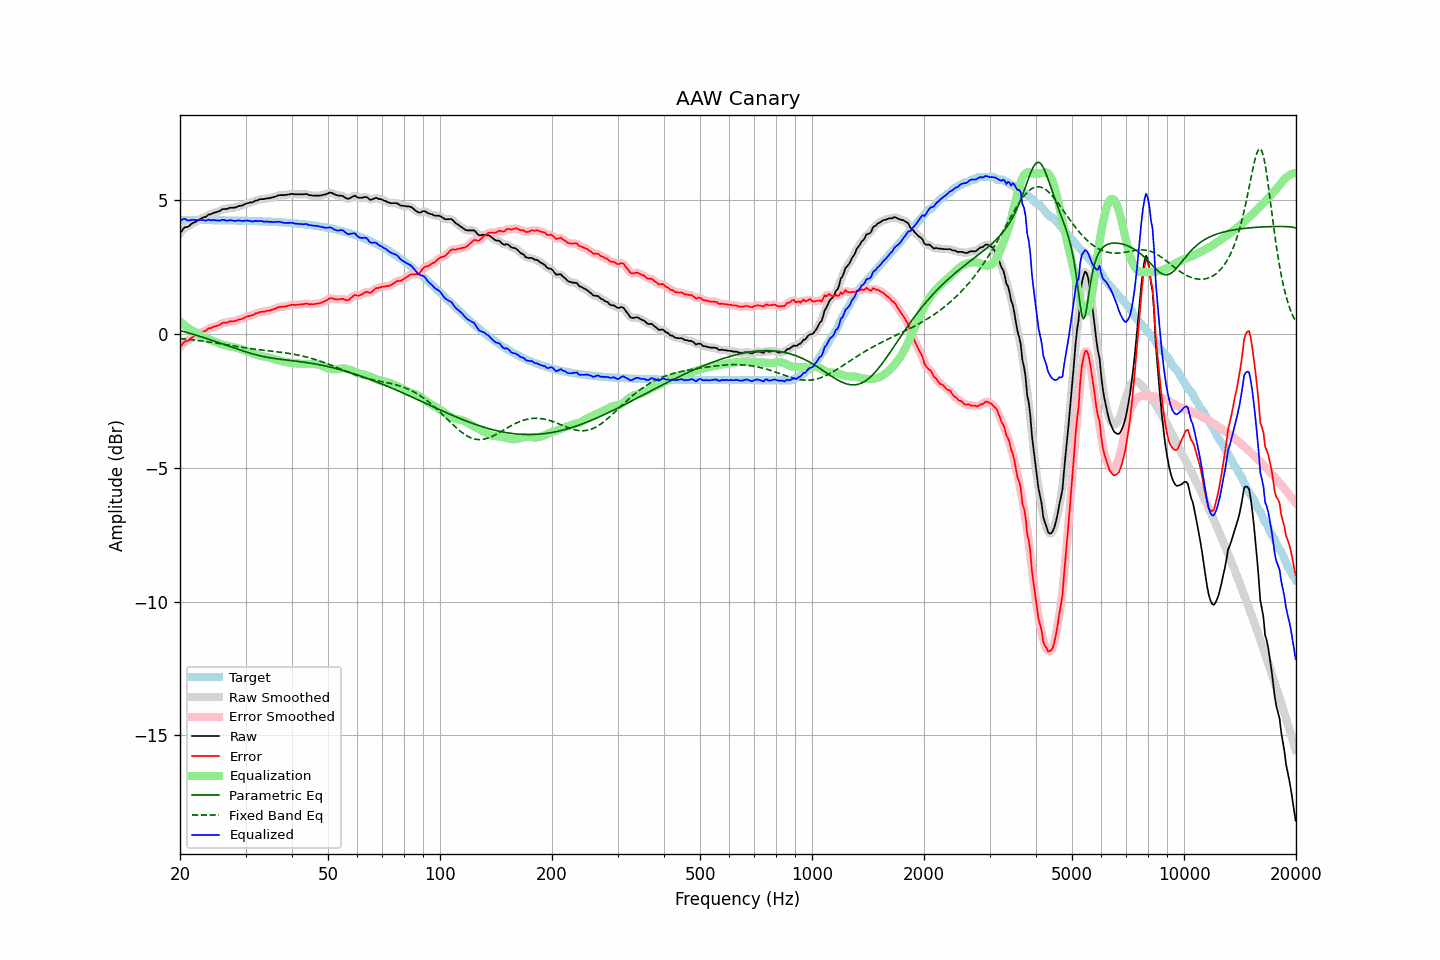 AAW Canary
Amplitude (dBr)
5
0
−5
−10
−15
Target
Raw Smoothed
Error Smoothed
Raw
Error
Equalization
Parametric Eq
Fixed Band Eq
Equalized
20 50 100 200 500 1000 2000 5000 10000 20000
Frequency (Hz)